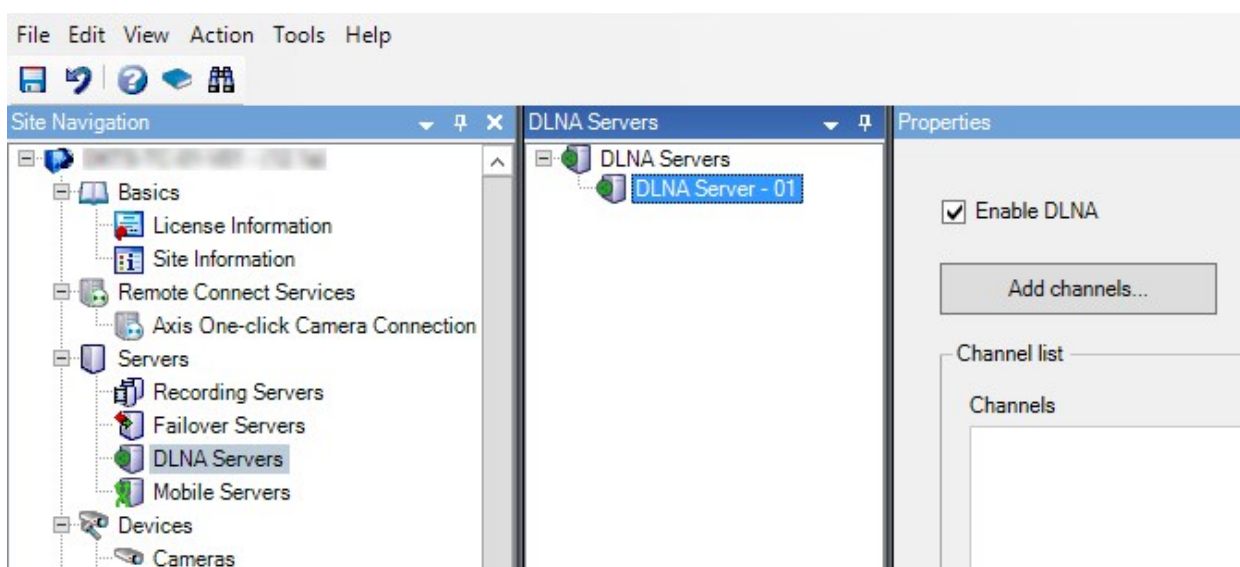 File Edit View Action Tools Help
Site Navigation
Basics
License Information
Site Information
Remote Connect Services
Axis One-click Camera Connection
Servers
Recording Servers
Failover Servers
DLNA Servers
Mobile Servers
Devices
Cameras
DLNA Servers
DLNA Servers
DLNA Server - 01
Properties
Enable DLNA
Add channels...
Channel list
Channels